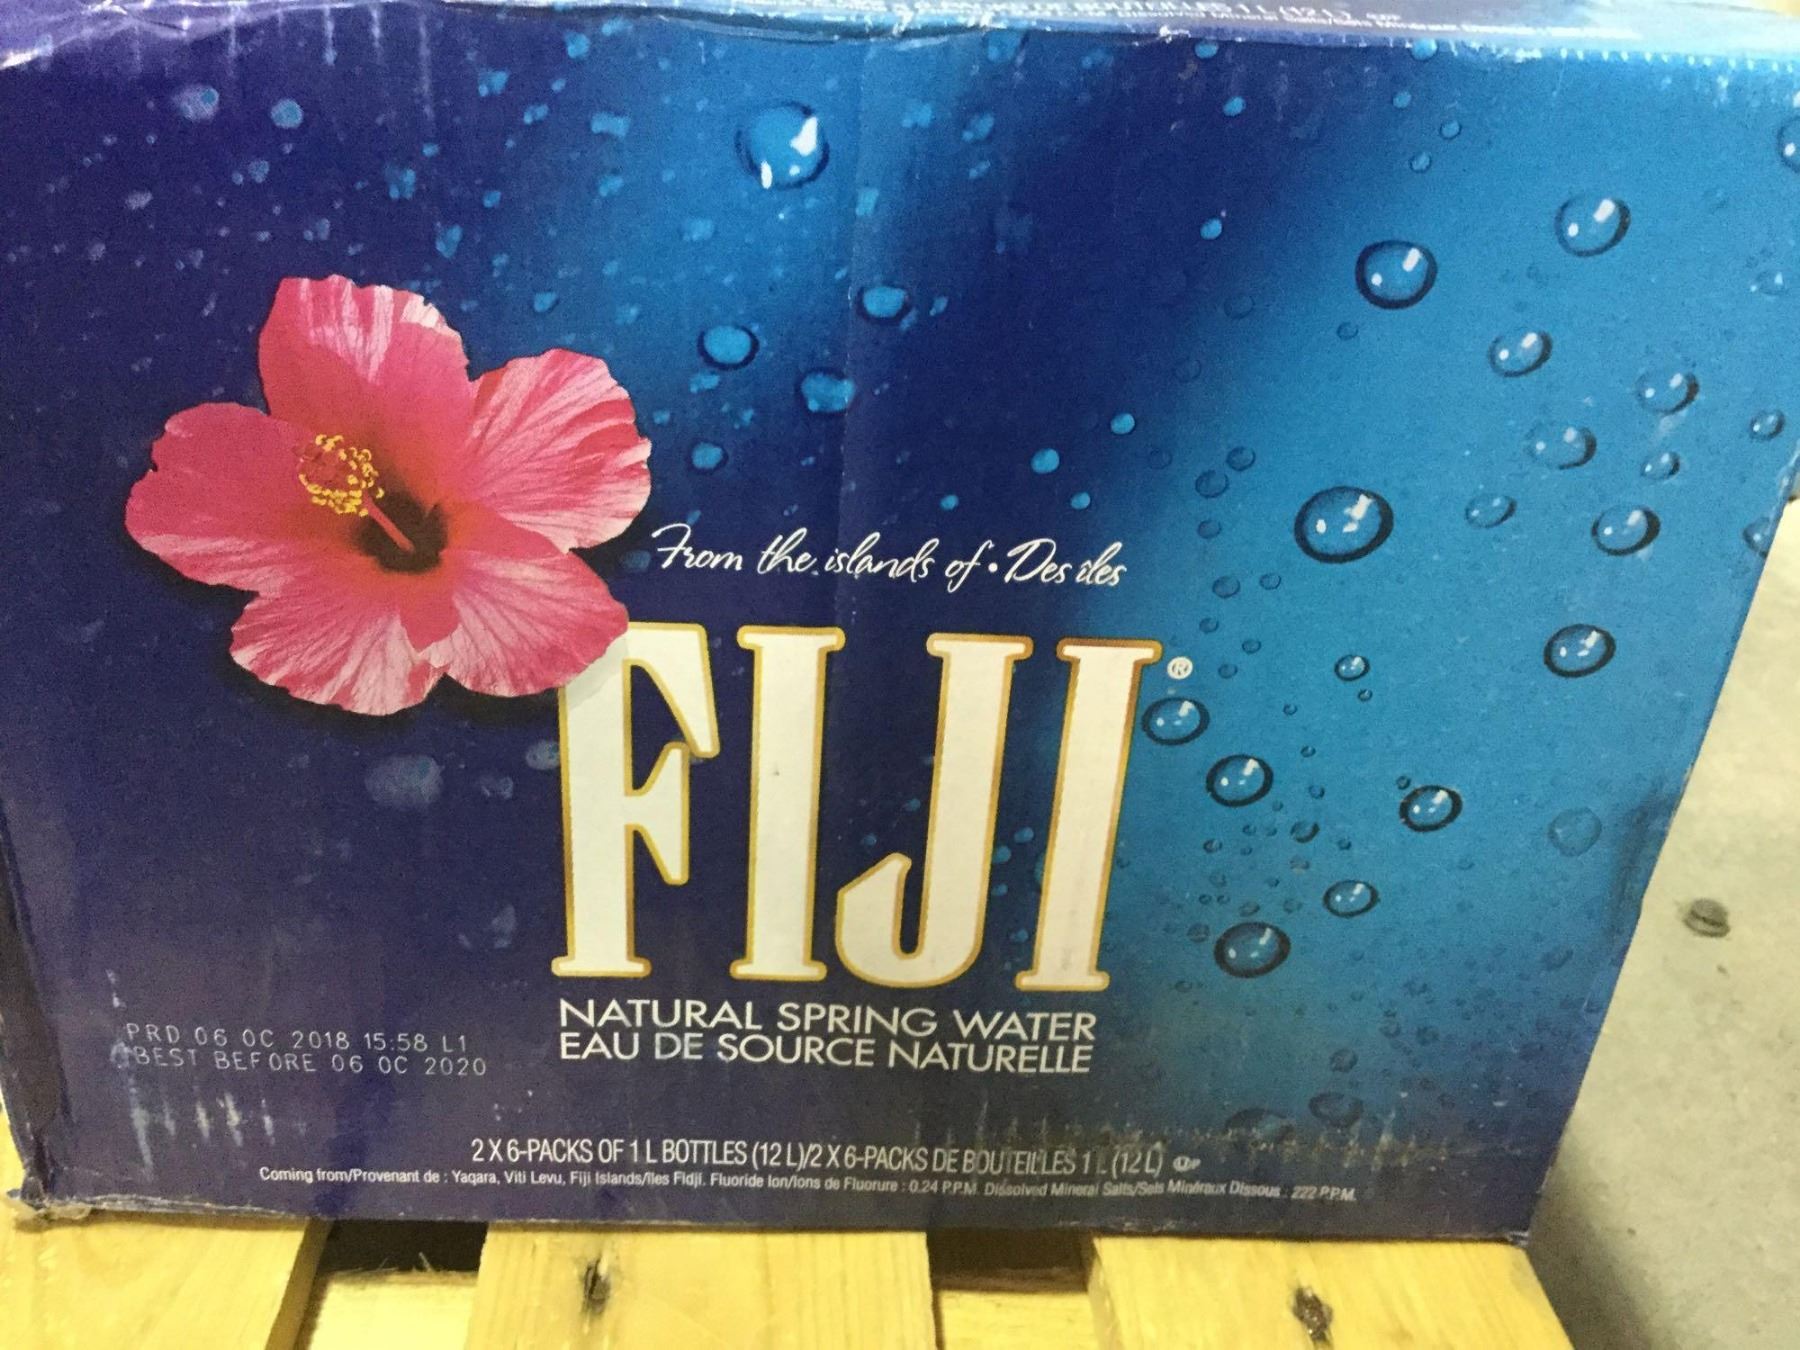 From the islands of • Des îles
FIJI®
NATURAL SPRING WATER
EAU DE SOURCE NATURELLE
PRD 06 OC 2018 15:58 L1
BEST BEFORE 06 OC 2020
2 X 6-PACKS OF 1 L BOTTLES (12 L)/2 X 6-PACKS DE BOUTEILLES 1 L (12 L)
Coming from/Provenant de : Yaqara, Viti Levu, Fiji Islands/Iles Fidji. Fluoride Ion/Ions de Fluorure : 0.24 P.P.M. Dissolved Mineral Salts/Sels Minéraux Dissous : 222 P.P.M.